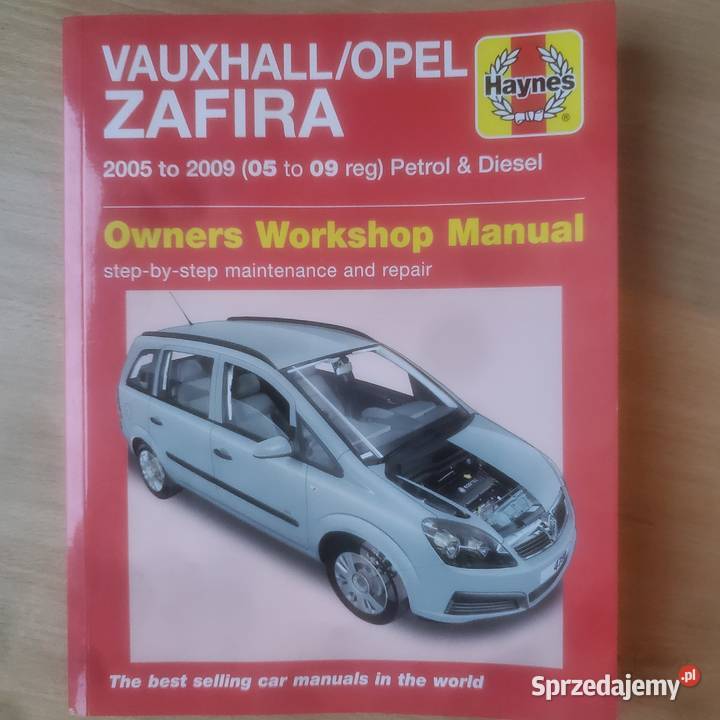 VAUXHALL/OPEL
ZAFIRA
Haynes
®
2005 to 2009 (05 to 09 reg) Petrol & Diesel
Owners Workshop Manual
step-by-step maintenance and repair
The best selling car manuals in the world
Sprzedajemy.pl